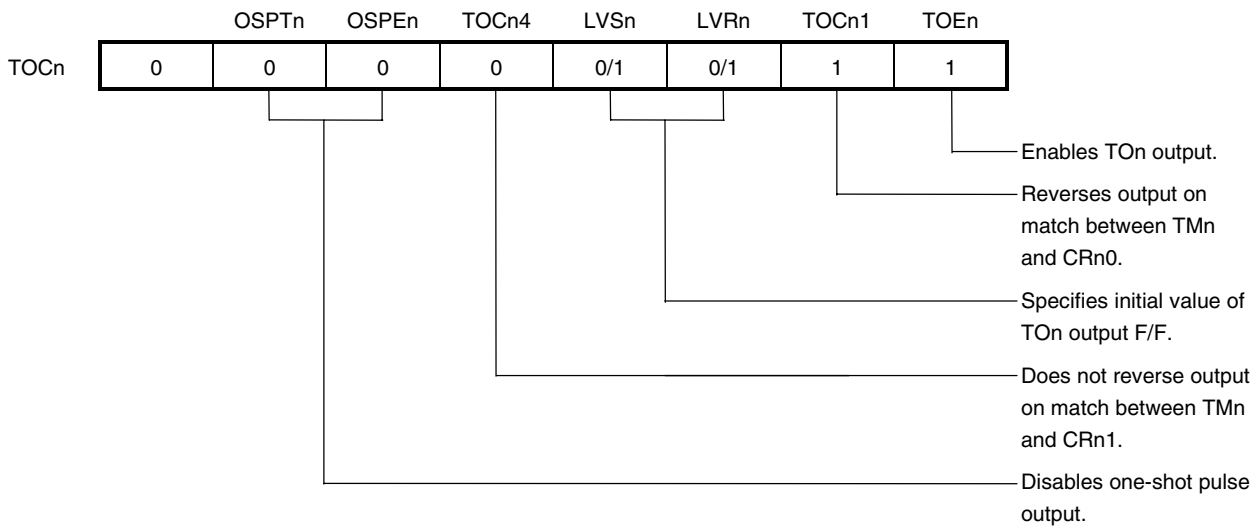 OSPTn OSPEn TOCn4 LVSn LVRn TOCn1 TOEn
TOCn 0 0 0 0 0/1 0/1 1 1
Enables TOn output.
Reverses output on
match between TMn
and CRn0.
Specifies initial value of
TOn output F/F.
Does not reverse output
on match between TMn
and CRn1.
Disables one-shot pulse
output.